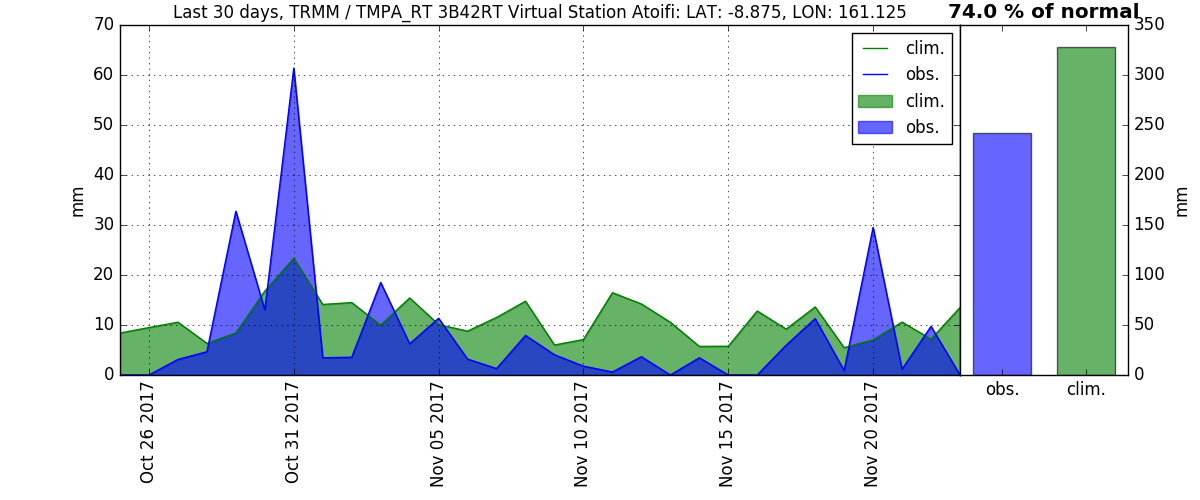 Last 30 days, TRMM / TMPA_RT 3B42RT Virtual Station Atoifi: LAT: -8.875, LON: 161.125
74.0 % of normal
70
60
50
40
30
20
10
0
mm
clim.
obs.
clim.
obs.
350
300
250
200
150
100
50
0
mm
obs.
clim.
Oct 26 2017
Oct 31 2017
Nov 05 2017
Nov 10 2017
Nov 15 2017
Nov 20 2017